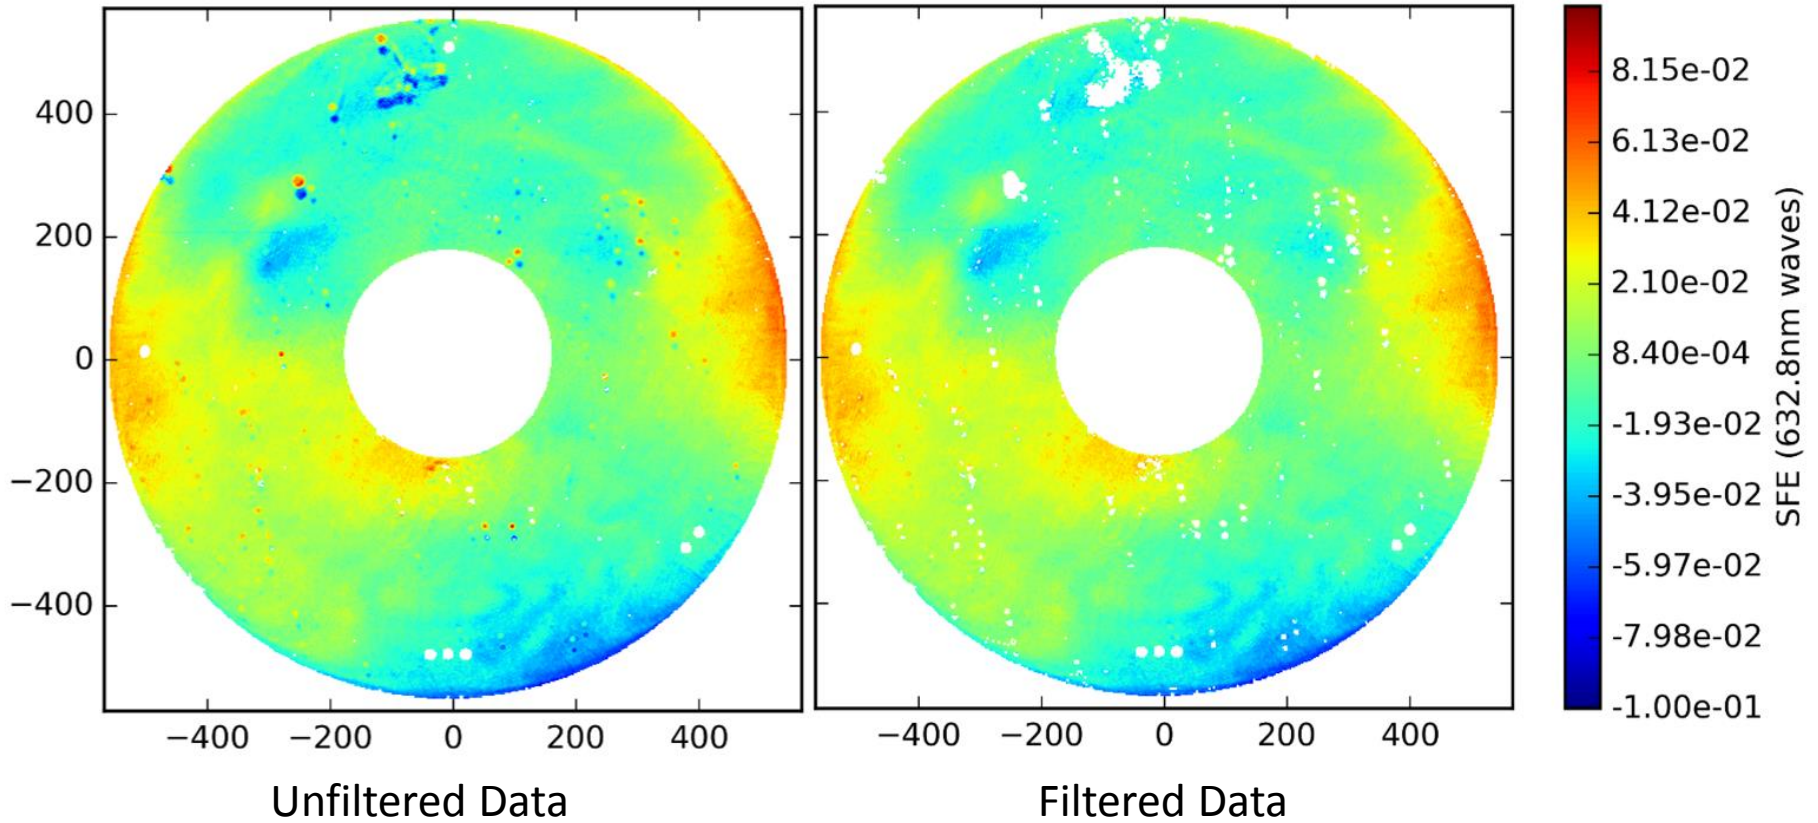 400
200
0
−200
−400
−400
−200
0
200
400
−400
−200
0
200
400
8.15e-02
6.13e-02
4.12e-02
2.10e-02
8.40e-04
-1.93e-02
-3.95e-02
-5.97e-02
-7.98e-02
-1.00e-01
SFE (632.8nm waves)
Unfiltered Data
Filtered Data